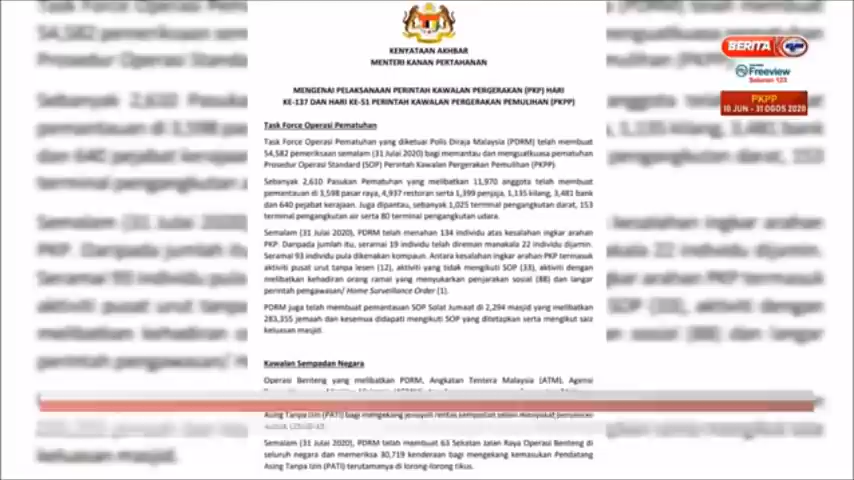 KENYATAAN AKHBAR
MENTERI KANAN PERTAHANAN
MENGENAI PELAKSANAAN PERINTAH KAWALAN PERGERAKAN (PKP) HARI
KE-137 DAN HARI KE-51 PERINTAH KAWALAN PERGERAKAN PEMULIHAN (PKPP)
BERITA
Freeview
Saluran 123
PKPP
10 JUN - 31 OGOS 2020
Task Force Operasi Pematuhan
Task Force Operasi Pematuhan yang diketuai Polis Diraja Malaysia (PDRM) telah membuat
54,582 pemeriksaan semalam (31 Julai 2020) bagi memantau dan menguatkuasa pematuhan
Prosedur Operasi Standard (SOP) Perintah Kawalan Pergerakan Pemulihan (PKPP).
Sebanyak 2,610 Pasukan Pematuhan yang melibatkan 11,970 anggota telah membuat
pemantauan di 3,598 pasar raya, 4,937 restoran serta 1,399 penjaja, 1,135 kilang, 3,481 bank
dan 640 pejabat kerajaan. Juga dipantau, sebanyak 1,025 terminal pengangkutan darat, 153
terminal pengangkutan air serta 80 terminal pengangkutan udara.
Semalam (31 Julai 2020), PDRM telah menahan 134 individu atas kesalahan ingkar arahan
PKP. Daripada jumlah itu, seramai 19 individu telah direman manakala 22 individu dijamin.
Seramai 93 individu pula dikenakan kompaun. Antara kesalahan ingkar arahan PKP termasuk
aktiviti pusat urut tanpa lesen (12), aktiviti yang tidak mengikuti SOP (33), aktiviti dengan
melibatkan kehadiran orang ramai yang menyukarkan penjarakan sosial (88) dan langar
perintah pengawasan/ Home Surveillance Order (1).
PDRM juga telah membuat pemantauan SOP Solat Jumaat di 2,294 masjid yang melibatkan
283,355 jemaah dan kesemua didapati mengikuti SOP yang ditetapkan serta mengikut saiz
keluasan masjid.
Kawalan Sempadan Negara
Operasi Benteng yang melibatkan PDRM, Angkatan Tentera Malaysia (ATM), Agensi
Asing Tanpa Izin (PATI) bagi mengekang
Semalam (31 Julai 2020), PDRM telah membuat 63 Sekatan Jalan Raya Operasi Benteng di
seluruh negara dan memeriksa 30,719 kenderaan bagi mengekang kemasukan Pendatang
Asing Tanpa Izin (PATI) terutamanya di lorong-lorong tikus.